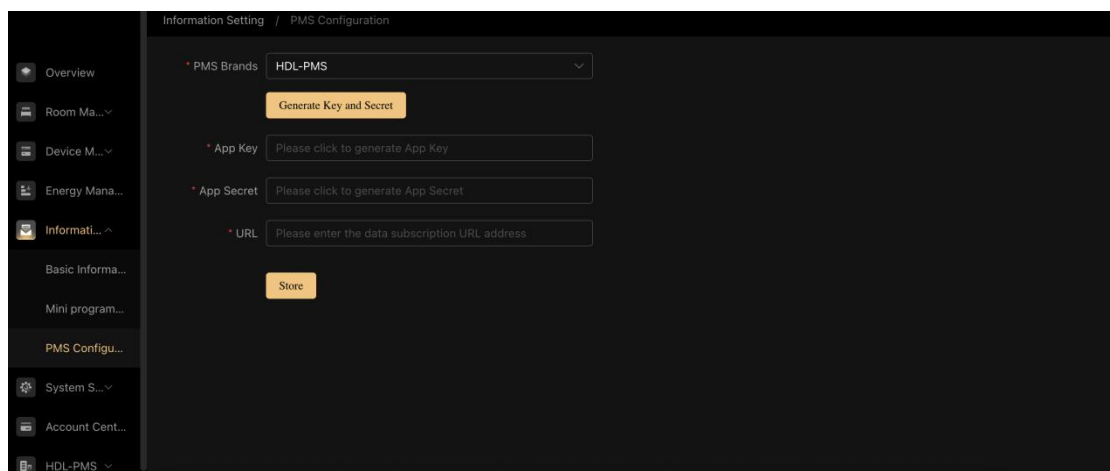 Information Setting / PMS Configuration
Overview
Room Ma...
Device M...
Energy Mana...
Informati...
Basic Informa...
Mini program...
PMS Configu...
System S...
Account Cent...
HDL-PMS
* PMS Brands HDL-PMS
Generate Key and Secret
* App Key Please click to generate App Key
* App Secret Please click to generate App Secret
* URL Please enter the data subscription URL address
Store